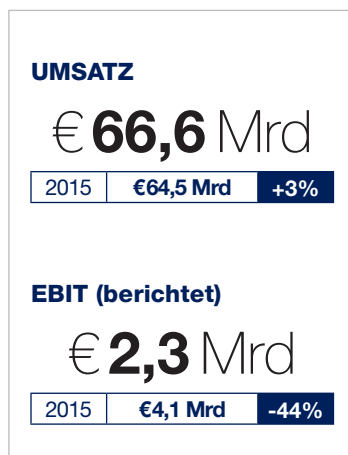 UMSATZ
€ 66,6 Mrd
2015 €64,5 Mrd +3%
EBIT (berichtet)
€ 2,3 Mrd
2015 €4,1 Mrd -44%